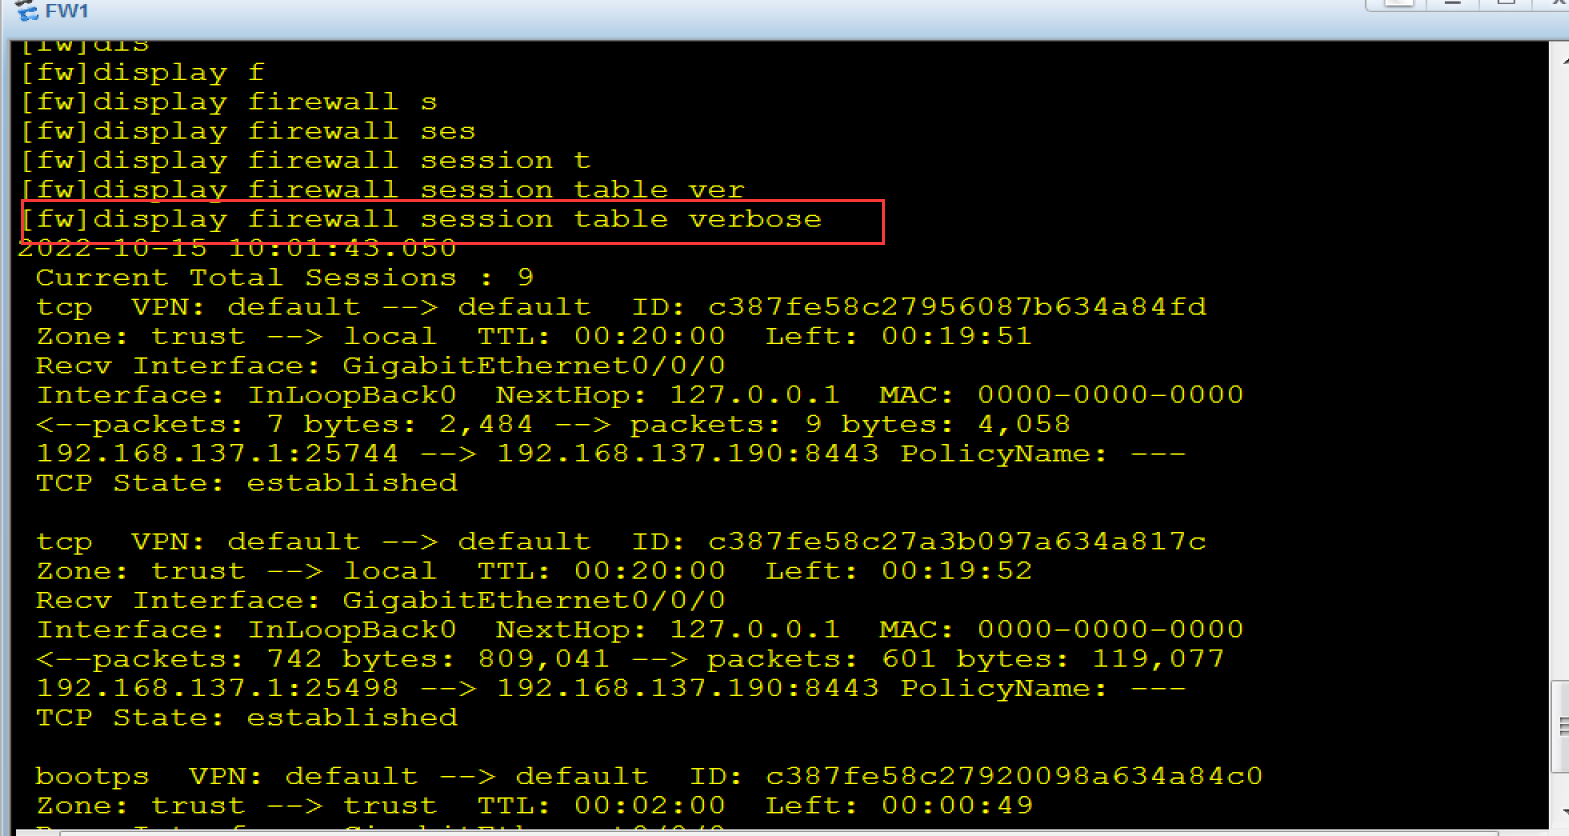 FW1
[fw]dis
[fw]display f
[fw]display firewall s
[fw]display firewall ses
[fw]display firewall session t
[fw]display firewall session table ver
[fw]display firewall session table verbose
2022-10-15 10:01:43.050
Current Total Sessions : 9
tcp  VPN: default --> default  ID: c387fe58c27956087b634a84fd
Zone: trust --> local  TTL: 00:20:00  Left: 00:19:51
Recv Interface: GigabitEthernet0/0/0
Interface: InLoopBack0  NextHop: 127.0.0.1  MAC: 0000-0000-0000
<--packets: 7 bytes: 2,484 --> packets: 9 bytes: 4,058
192.168.137.1:25744 --> 192.168.137.190:8443 PolicyName: ---
TCP State: established
tcp  VPN: default --> default  ID: c387fe58c27a3b097a634a817c
Zone: trust --> local  TTL: 00:20:00  Left: 00:19:52
Recv Interface: GigabitEthernet0/0/0
Interface: InLoopBack0  NextHop: 127.0.0.1  MAC: 0000-0000-0000
<--packets: 742 bytes: 809,041 --> packets: 601 bytes: 119,077
192.168.137.1:25498 --> 192.168.137.190:8443 PolicyName: ---
TCP State: established
bootps  VPN: default --> default  ID: c387fe58c27920098a634a84c0
Zone: trust --> trust  TTL: 00:02:00  Left: 00:00:49